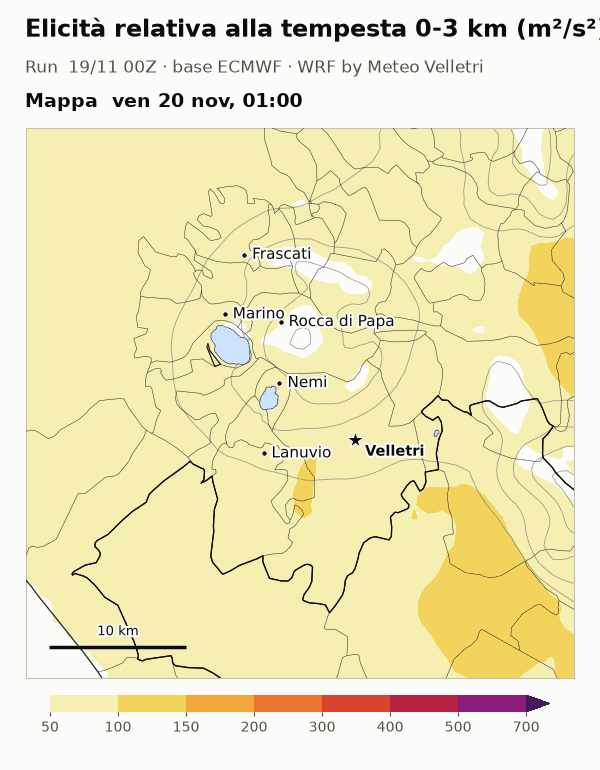 Elicità relativa alla tempesta 0-3 km (m²/s²)
Run 19/11 00Z · base ECMWF · WRF by Meteo Velletri
Mappa ven 20 nov, 01:00
Frascati
Marino
Rocca di Papa
Nemi
Velletri
Lanuvio
10 km
50 100 150 200 300 400 500 700